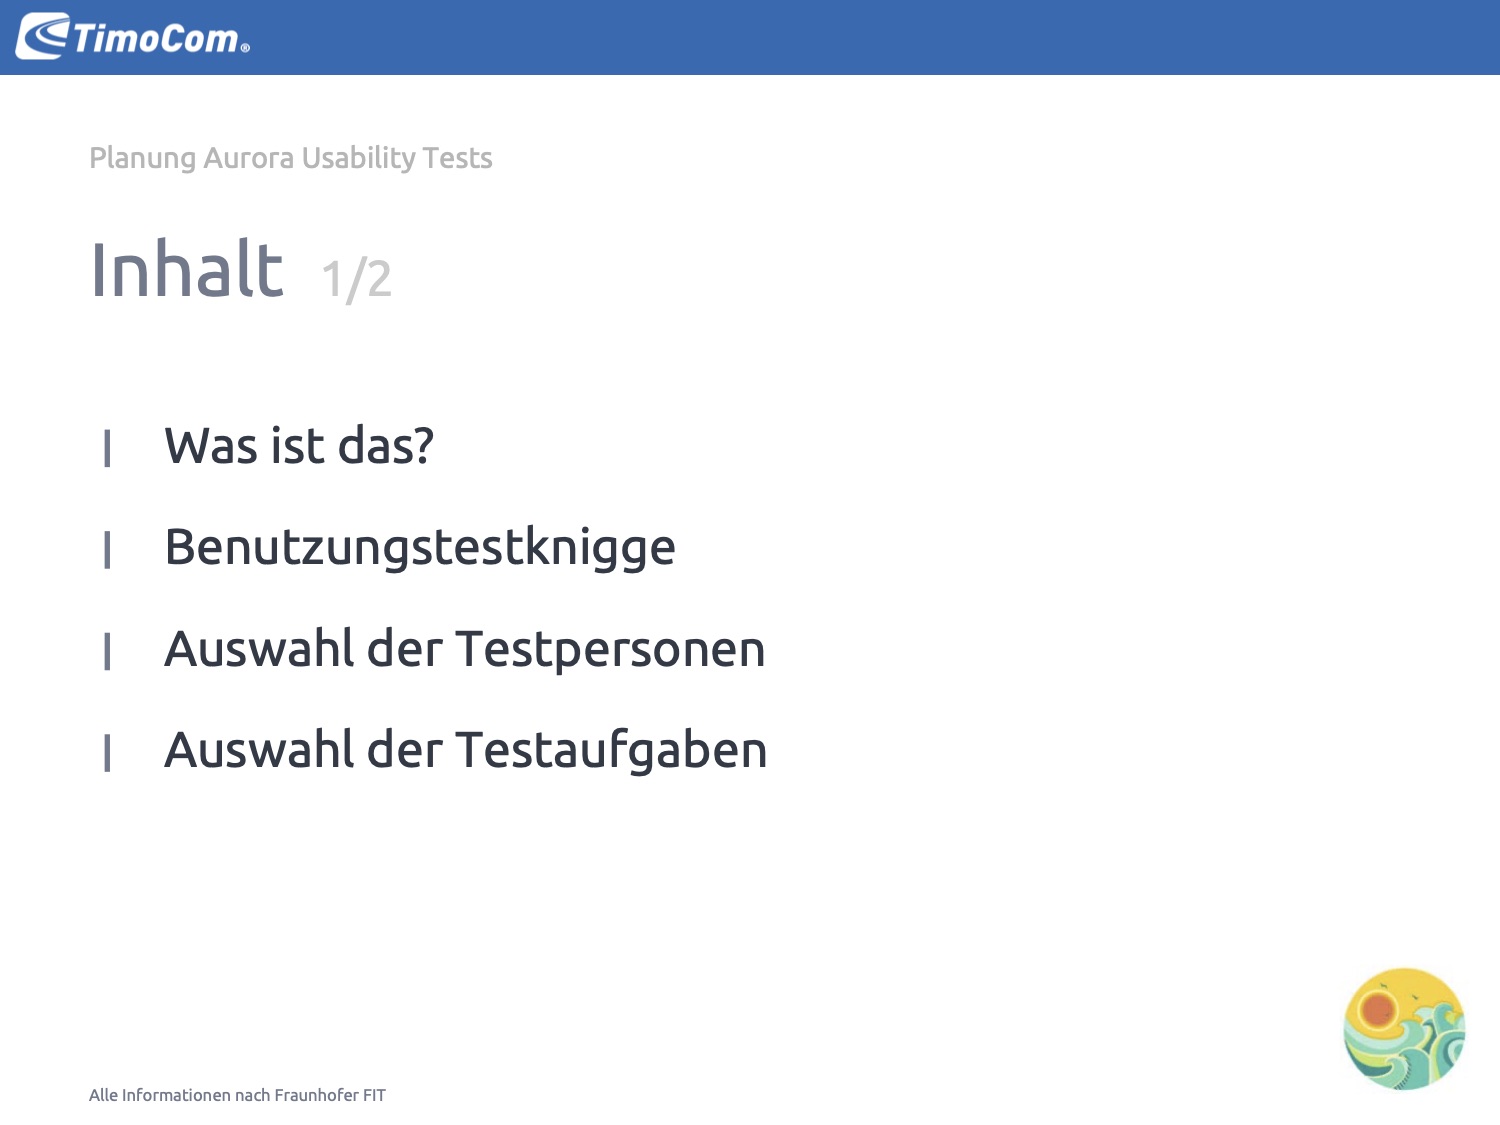 TimoCom®
Planung Aurora Usability Tests
Inhalt 1/2
| Was ist das?
| Benutzungstestknigge
| Auswahl der Testpersonen
| Auswahl der Testaufgaben
Alle Informationen nach Fraunhofer FIT